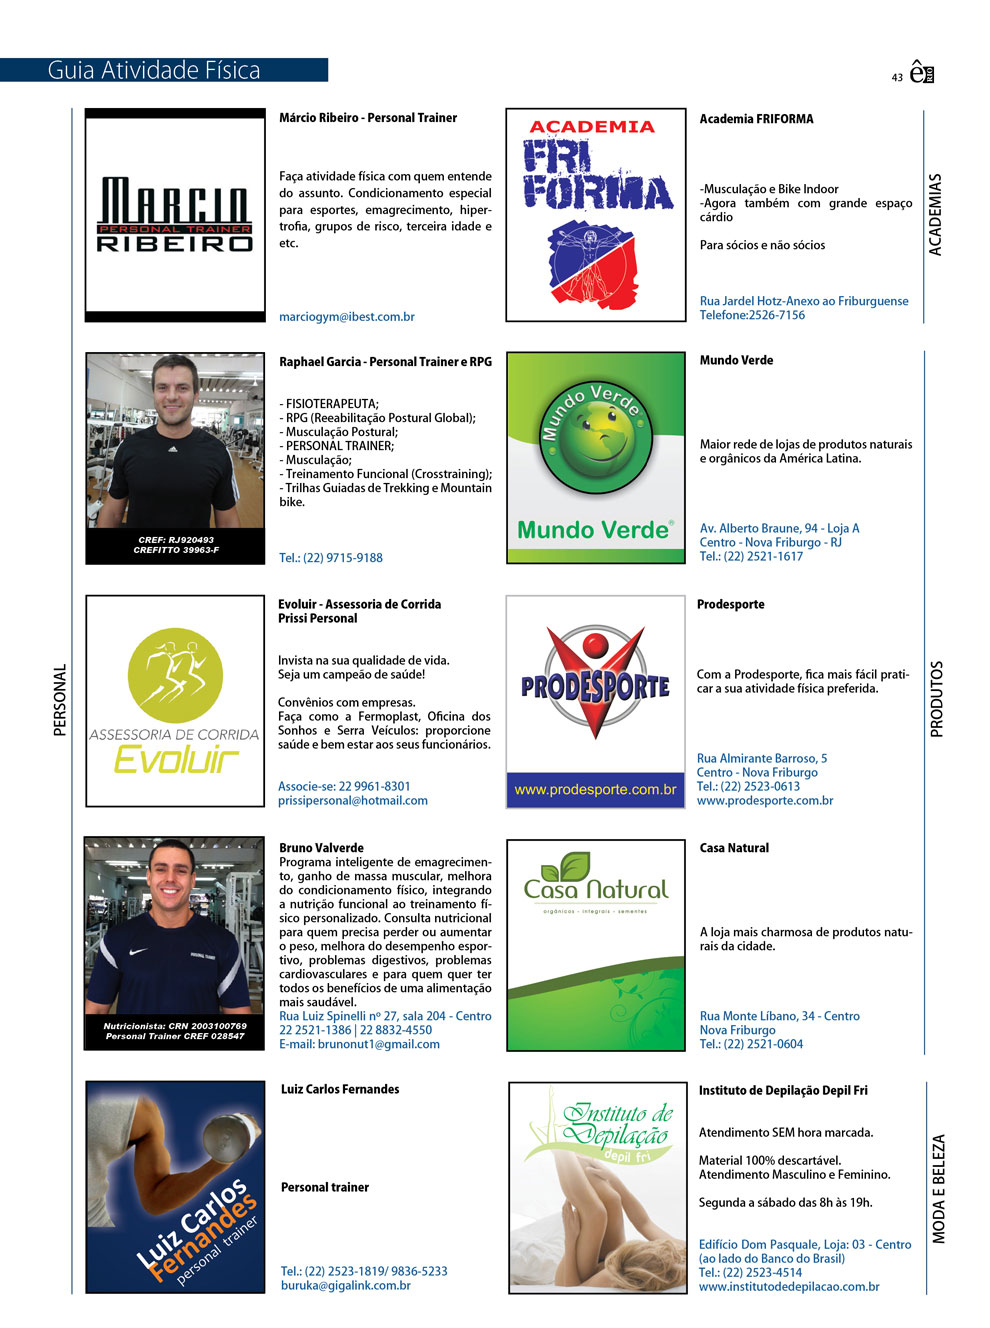 Guia Atividade Física
43
ê
PERSONAL
MARCIO
PERSONAL TRAINER
RIBEIRO
Márcio Ribeiro - Personal Trainer
Faça atividade física com quem entende
do assunto. Condicionamento especial
para esportes, emagrecimento, hiper-
trofia, grupos de risco, terceira idade e
etc.
marciogym@ibest.com.br
CREF: RJ920493
CREFITTO 39963-F
Raphael Garcia - Personal Trainer e RPG
- FISIOTERAPEUTA;
- RPG (Reeabilitação Postural Global);
- Musculação Postural;
- PERSONAL TRAINER;
- Musculação;
- Treinamento Funcional (Crosstraining);
- Trilhas Guiadas de Trekking e Mountain
bike.
Tel.: (22) 9715-9188
ASSESSORIA DE CORRIDA
Evoluir
Evoluir - Assessoria de Corrida
Prissi Personal
Invista na sua qualidade de vida.
Seja um campeão de saúde!
Convênios com empresas.
Faça como a Fermoplast, Oficina dos
Sonhos e Serra Veículos: proporcione
saúde e bem estar aos seus funcionários.
Associe-se: 22 9961-8301
prissipersonal@hotmail.com
PERSONAL TRAINER
Nutricionista: CRN 2003100769
Personal Trainer CREF 028547
Bruno Valverde
Programa inteligente de emagrecimen-
to, ganho de massa muscular, melhora
do condicionamento físico, integrando
a nutrição funcional ao treinamento fí-
sico personalizado. Consulta nutricional
para quem precisa perder ou aumentar
o peso, melhora do desempenho espor-
tivo, problemas digestivos, problemas
cardiovasculares e para quem quer ter
todos os benefícios de uma alimentação
mais saudável.
Rua Luiz Spinelli nº 27, sala 204 - Centro
22 2521-1386 | 22 8832-4550
E-mail: brunonut1@gmail.com
Luiz Carlos
Fernandes
personal trainer
Luiz Carlos Fernandes
Personal trainer
Tel.: (22) 2523-1819/ 9836-5233
buruka@gigalink.com.br
ACADEMIAS
ACADEMIA
FRI
FORMA
Academia FRIFORMA
-Musculação e Bike Indoor
-Agora também com grande espaço
cárdio
Para sócios e não sócios
Rua Jardel Hotz-Anexo ao Friburguense
Telefone:2526-7156
PRODUTOS
Mundo Verde
Mundo Verde®
Mundo Verde
Maior rede de lojas de produtos naturais
e orgânicos da América Latina.
Av. Alberto Braune, 94 - Loja A
Centro - Nova Friburgo - RJ
Tel.: (22) 2521-1617
PRODESPORTE
www.prodesporte.com.br
Prodesporte
Com a Prodesporte, fica mais fácil prati-
car a sua atividade física preferida.
Rua Almirante Barroso, 5
Centro - Nova Friburgo
Tel.: (22) 2523-0613
www.prodesporte.com.br
Casa Natural
orgânicos - integrais - sementes
Casa Natural
A loja mais charmosa de produtos natu-
rais da cidade.
Rua Monte Líbano, 34 - Centro
Nova Friburgo
Tel.: (22) 2521-0604
MODA E BELEZA
Instituto de
Depilação
depil fri
Instituto de Depilação Depil Fri
Atendimento SEM hora marcada.
Material 100% descartável.
Atendimento Masculino e Feminino.
Segunda a sábado das 8h às 19h.
Edifício Dom Pasquale, Loja: 03 - Centro
(ao lado do Banco do Brasil)
Tel.: (22) 2523-4514
www.institutodedepilacao.com.br